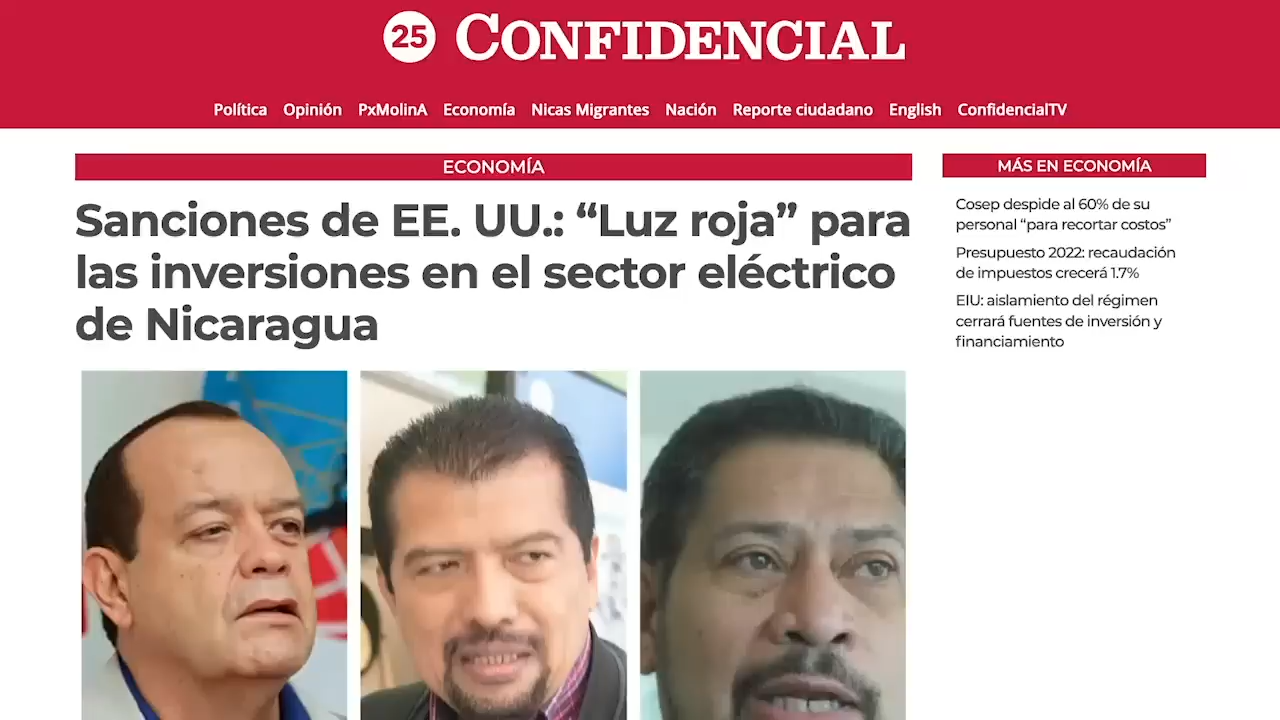 25 CONFIDENCIAL
Política Opinión PxMolinA Economía Nicas Migrantes Nación Reporte ciudadano English ConfidencialTV
ECONOMÍA
Sanciones de EE. UU.: “Luz roja” para
las inversiones en el sector eléctrico
de Nicaragua
MÁS EN ECONOMÍA
Cosep despide al 60% de su
personal “para recortar costos”
Presupuesto 2022: recaudación
de impuestos crecerá 1.7%
EIU: aislamiento del régimen
cerrará fuentes de inversión y
financiamiento